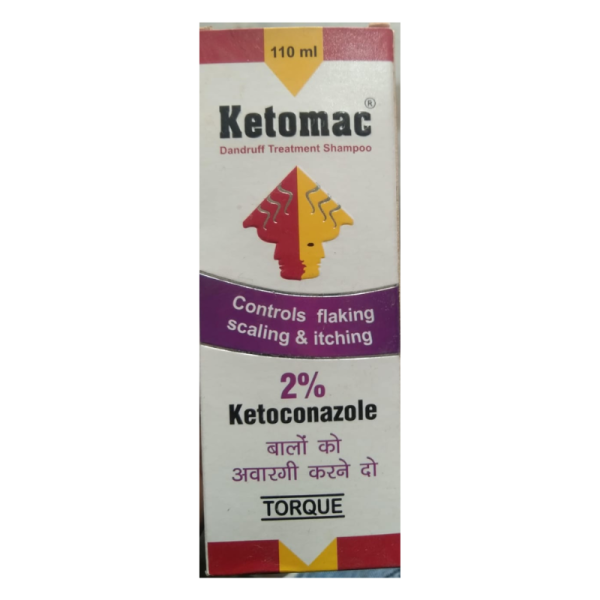 110 ml
Ketomac®
Dandruff Treatment Shampoo
Controls flaking
scaling & itching
2%
Ketoconazole
बालों को
अवारगी करने दो
TORQUE